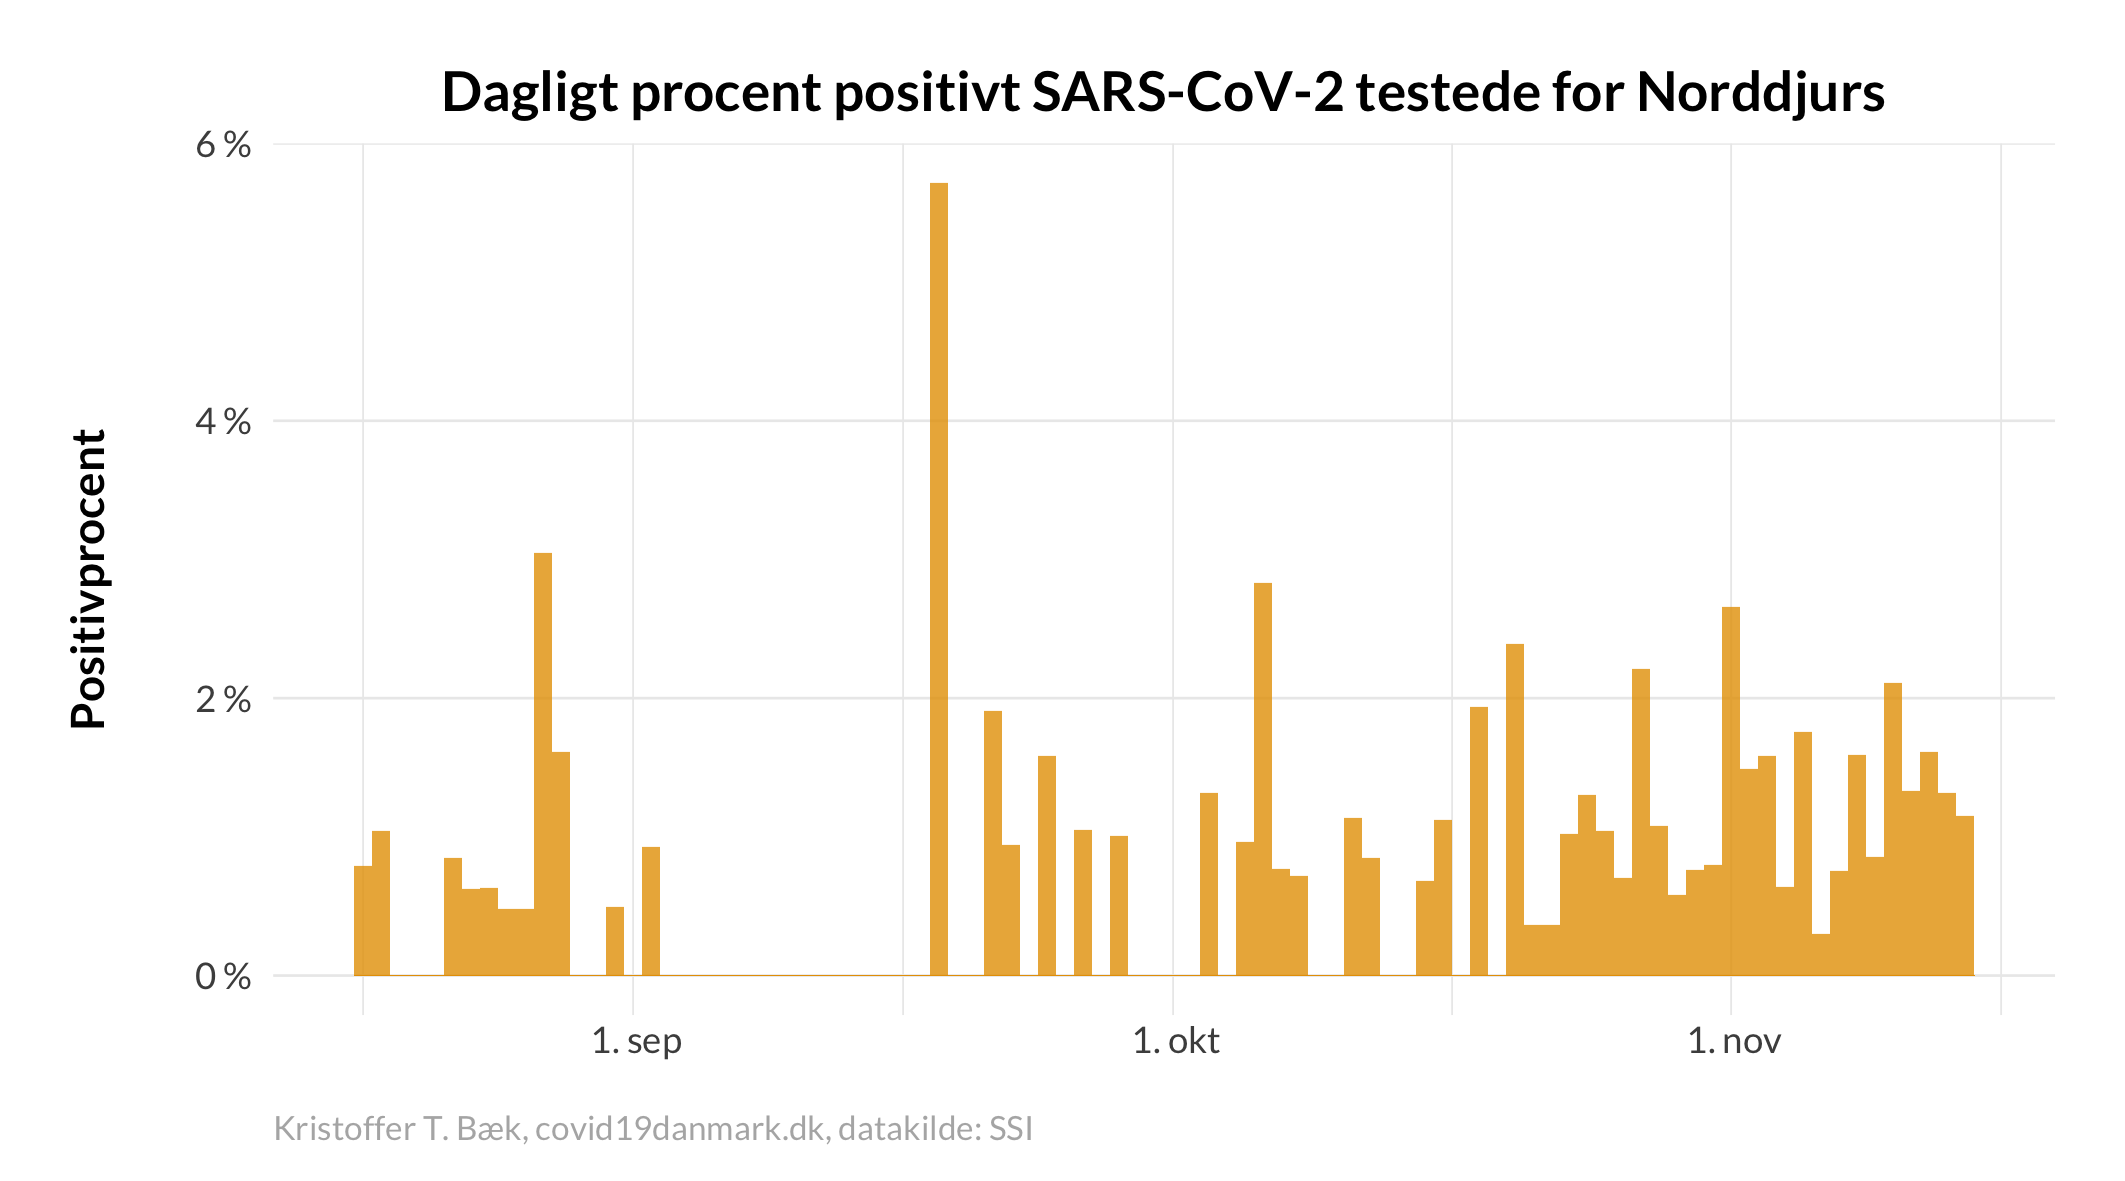 Dagligt procent positivt SARS-CoV-2 testede for Norddjurs
Positivprocent
6 %
4 %
2 %
0 %
1. sep
1. okt
1. nov
Kristoffer T. Bæk, covid19danmark.dk, datakilde: SSI